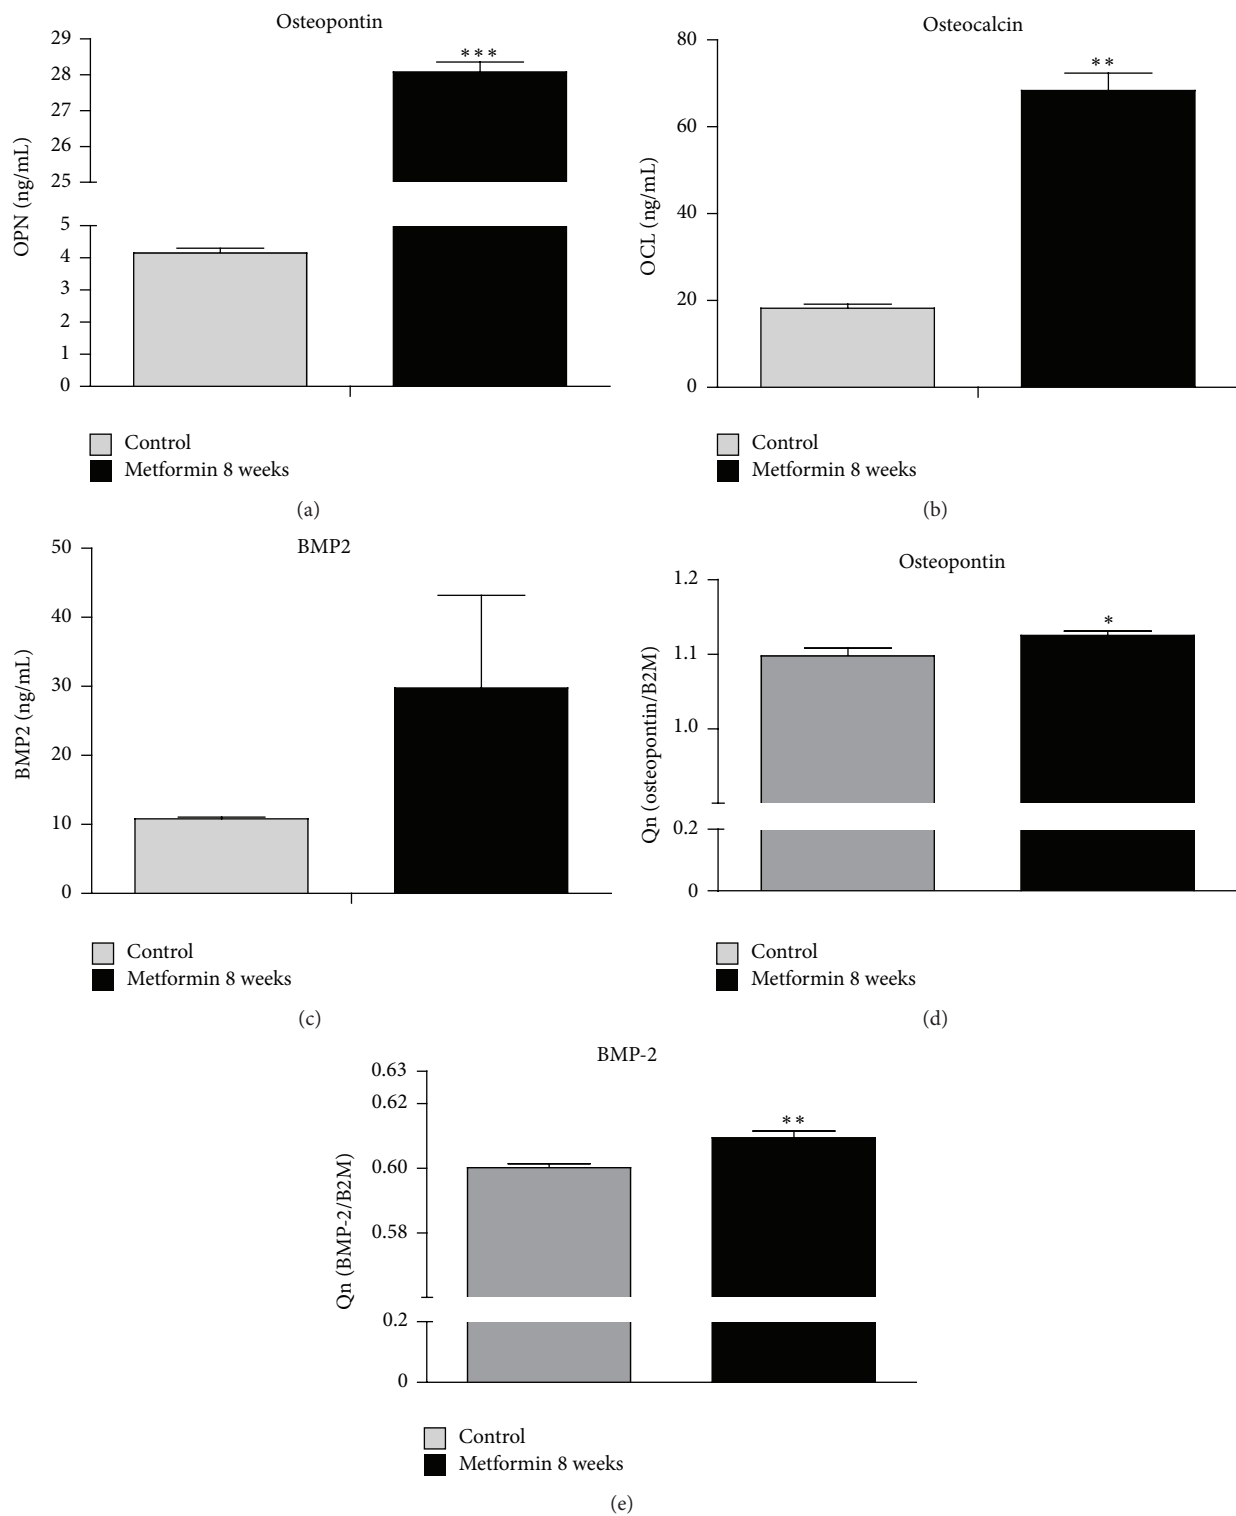 Osteopontin
OPN (ng/mL)
29
28
27
26
25
5
4
3
2
1
0
***
Control
Metformin 8 weeks
(a)
Osteocalcin
OCL (ng/mL)
80
60
40
20
0
**
Control
Metformin 8 weeks
(b)
BMP2
BMP2 (ng/mL)
50
40
30
20
10
0
Control
Metformin 8 weeks
(c)
Osteopontin
Qn (osteopontin/B2M)
1.2
1.1
1.0
0.2
0
*
Control
Metformin 8 weeks
(d)
BMP-2
Qn (BMP-2/B2M)
0.63
0.62
0.60
0.58
0.2
0
**
Control
Metformin 8 weeks
(e)